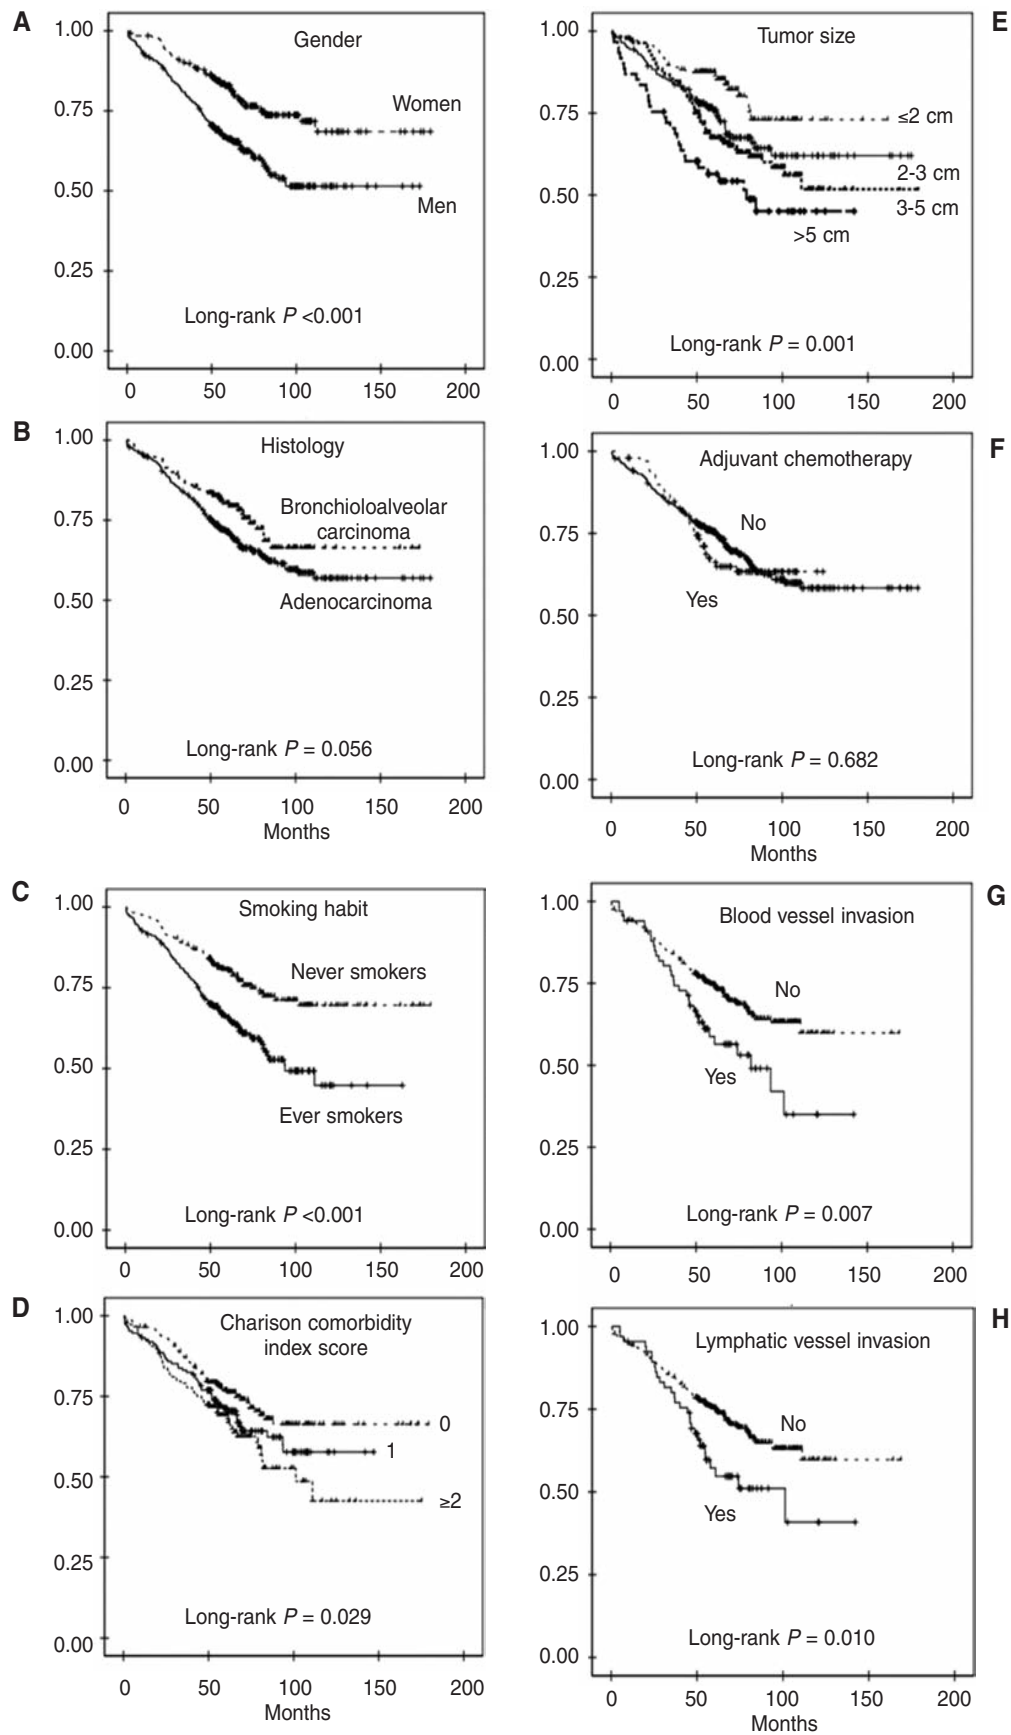 A
Gender
1.00
0.75
0.50
0.25
0.00
Women
Men
Long-rank P <0.001
0 50 100 150 200
B
Histology
1.00
0.75
0.50
0.25
0.00
Bronchioloalveolar
carcinoma
Adenocarcinoma
Long-rank P = 0.056
0 50 100 150 200
Months
C
Smoking habit
1.00
0.75
0.50
0.25
0.00
Never smokers
Ever smokers
Long-rank P <0.001
0 50 100 150 200
D
Charison comorbidity
index score
1.00
0.75
0.50
0.25
0.00
0
1
≥2
Long-rank P = 0.029
0 50 100 150 200
Months
E
Tumor size
1.00
0.75
0.50
0.25
0.00
≤2 cm
2-3 cm
3-5 cm
>5 cm
Long-rank P = 0.001
0 50 100 150 200
F
Adjuvant chemotherapy
1.00
0.75
0.50
0.25
0.00
No
Yes
Long-rank P = 0.682
0 50 100 150 200
Months
G
Blood vessel invasion
1.00
0.75
0.50
0.25
0.00
No
Yes
Long-rank P = 0.007
0 50 100 150 200
H
Lymphatic vessel invasion
1.00
0.75
0.50
0.25
0.00
No
Yes
Long-rank P = 0.010
0 50 100 150 200
Months